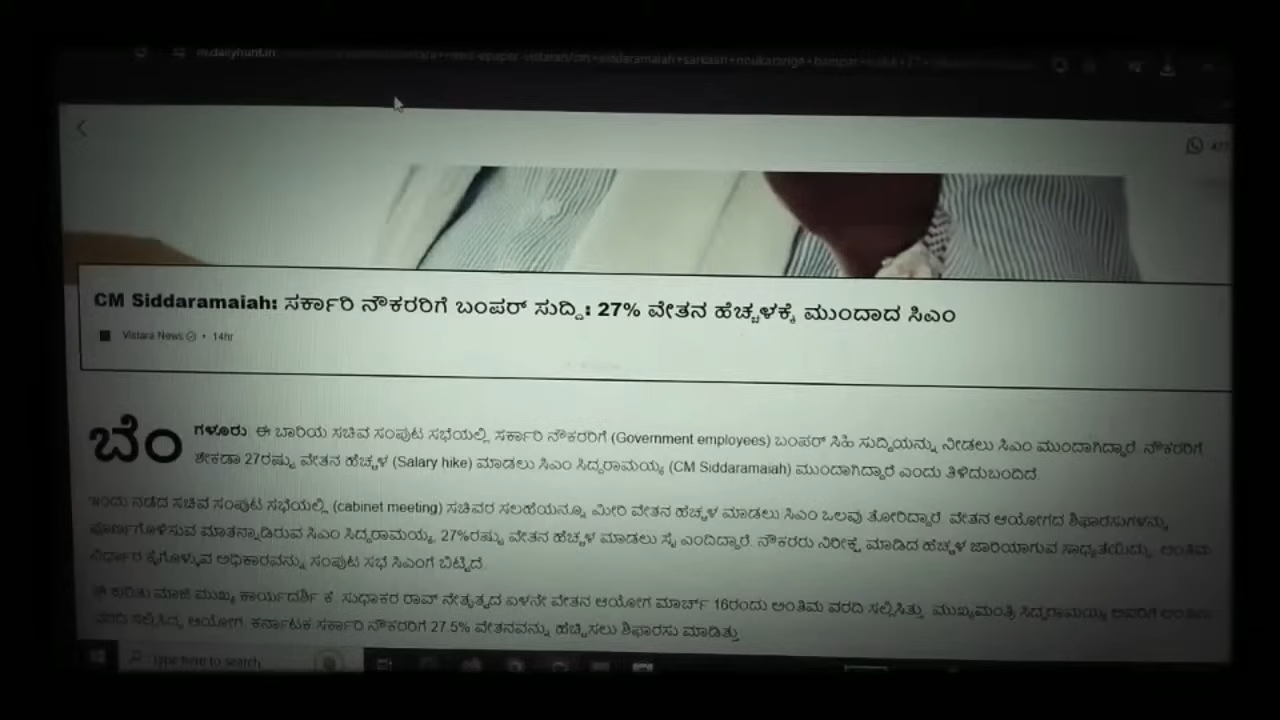 m.dailyhunt.in
477
CM Siddaramaiah: ಸರ್ಕಾರಿ ನೌಕರರಿಗೆ ಬಂಪರ್ ಸುದ್ದಿ: 27% ವೇತನ ಹೆಚ್ಚಳಕ್ಕೆ ಮುಂದಾದ ಸಿಎಂ
Vistara News • 14hr
ಬೆಂಗಳೂರು: ಈ ಬಾರಿಯ ಸಚಿವ ಸಂಪುಟ ಸಭೆಯಲ್ಲಿ ಸರ್ಕಾರಿ ನೌಕರರಿಗೆ (Government employees) ಬಂಪರ್ ಸಿಹಿ ಸುದ್ದಿಯನ್ನು ನೀಡಲು ಸಿಎಂ ಮುಂದಾಗಿದ್ದಾರೆ. ನೌಕರರಿಗೆ
ಶೇಕಡಾ 27ರಷ್ಟು ವೇತನ ಹೆಚ್ಚಳ (Salary hike) ಮಾಡಲು ಸಿಎಂ ಸಿದ್ದರಾಮಯ್ಯ (CM Siddaramaiah) ಮುಂದಾಗಿದ್ದಾರೆ ಎಂದು ತಿಳಿದುಬಂದಿದೆ.
ಇಂದು ನಡೆದ ಸಚಿವ ಸಂಪುಟ ಸಭೆಯಲ್ಲಿ (cabinet meeting) ಸಚಿವರ ಸಲಹೆಯನ್ನೂ ಮೀರಿ ವೇತನ ಹೆಚ್ಚಳ ಮಾಡಲು ಸಿಎಂ ಒಲವು ತೋರಿದ್ದಾರೆ. ವೇತನ ಆಯೋಗದ ಶಿಫಾರಸುಗಳನ್ನು
ಪೂರ್ಣಗೊಳಿಸುವ ಮಾತನ್ನಾಡಿರುವ ಸಿಎಂ ಸಿದ್ದರಾಮಯ್ಯ, 27%ರಷ್ಟು ವೇತನ ಹೆಚ್ಚಳ ಮಾಡಲು ಸೈ ಎಂದಿದ್ದಾರೆ. ನೌಕರರು ನಿರೀಕ್ಷೆ ಮಾಡಿದ ಹೆಚ್ಚಳ ಜಾರಿಯಾಗುವ ಸಾಧ್ಯತೆಯಿದ್ದು, ಅಂತಿಮ
ನಿರ್ಧಾರ ಕೈಗೊಳ್ಳುವ ಅಧಿಕಾರವನ್ನು ಸಂಪುಟ ಸಭೆ ಸಿಎಂಗೆ ಬಿಟ್ಟಿದೆ.
ಈ ಕುರಿತು ಮಾಜಿ ಮುಖ್ಯ ಕಾರ್ಯದರ್ಶಿ ಕೆ. ಸುಧಾಕರ ರಾವ್ ನೇತೃತ್ವದ ಏಳನೇ ವೇತನ ಆಯೋಗ ಮಾರ್ಚ್ 16ರಂದು ಅಂತಿಮ ವರದಿ ಸಲ್ಲಿಸಿತ್ತು. ಮುಖ್ಯಮಂತ್ರಿ ಸಿದ್ದರಾಮಯ್ಯ ಅವರಿಗೆ ಅಂತಿಮ
ವರದಿ ಸಲ್ಲಿಸಿದ್ದ ಆಯೋಗ, ಕರ್ನಾಟಕ ಸರ್ಕಾರಿ ನೌಕರರಿಗೆ 27.5% ವೇತನವನ್ನು ಹೆಚ್ಚಿಸಲು ಶಿಫಾರಸು ಮಾಡಿತ್ತು.
Type here to search